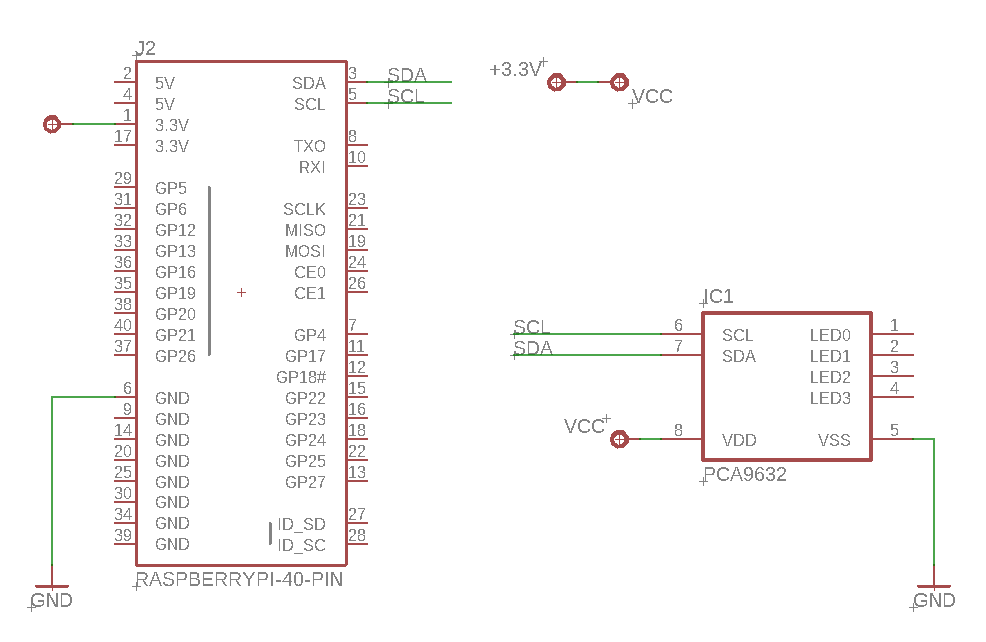 J2
2 5V SDA 3 SDA
4 5V SCL 5 SCL
1 3.3V
17 3.3V TXO 8
RXI 10
29 GP5
31 GP6 SCLK 23
32 GP12 MISO 21
33 GP13 MOSI 19
36 GP16 CE0 24
35 GP19 CE1 26
38 GP20
40 GP21 GP4 7
37 GP26 GP17 11
GP18# 12
6 GND GP22 15
9 GND GP23 16
14 GND GP24 18
20 GND GP25 22
25 GND GP27 13
30 GND
34 GND ID_SD 27
39 GND ID_SC 28
RASPBERRYPI-40-PIN
GND
+3.3V
VCC
IC1
SCL 6 SCL LED0 1
SDA 7 SDA LED1 2
LED2 3
LED3 4
VCC 8 VDD VSS 5
PCA9632
GND